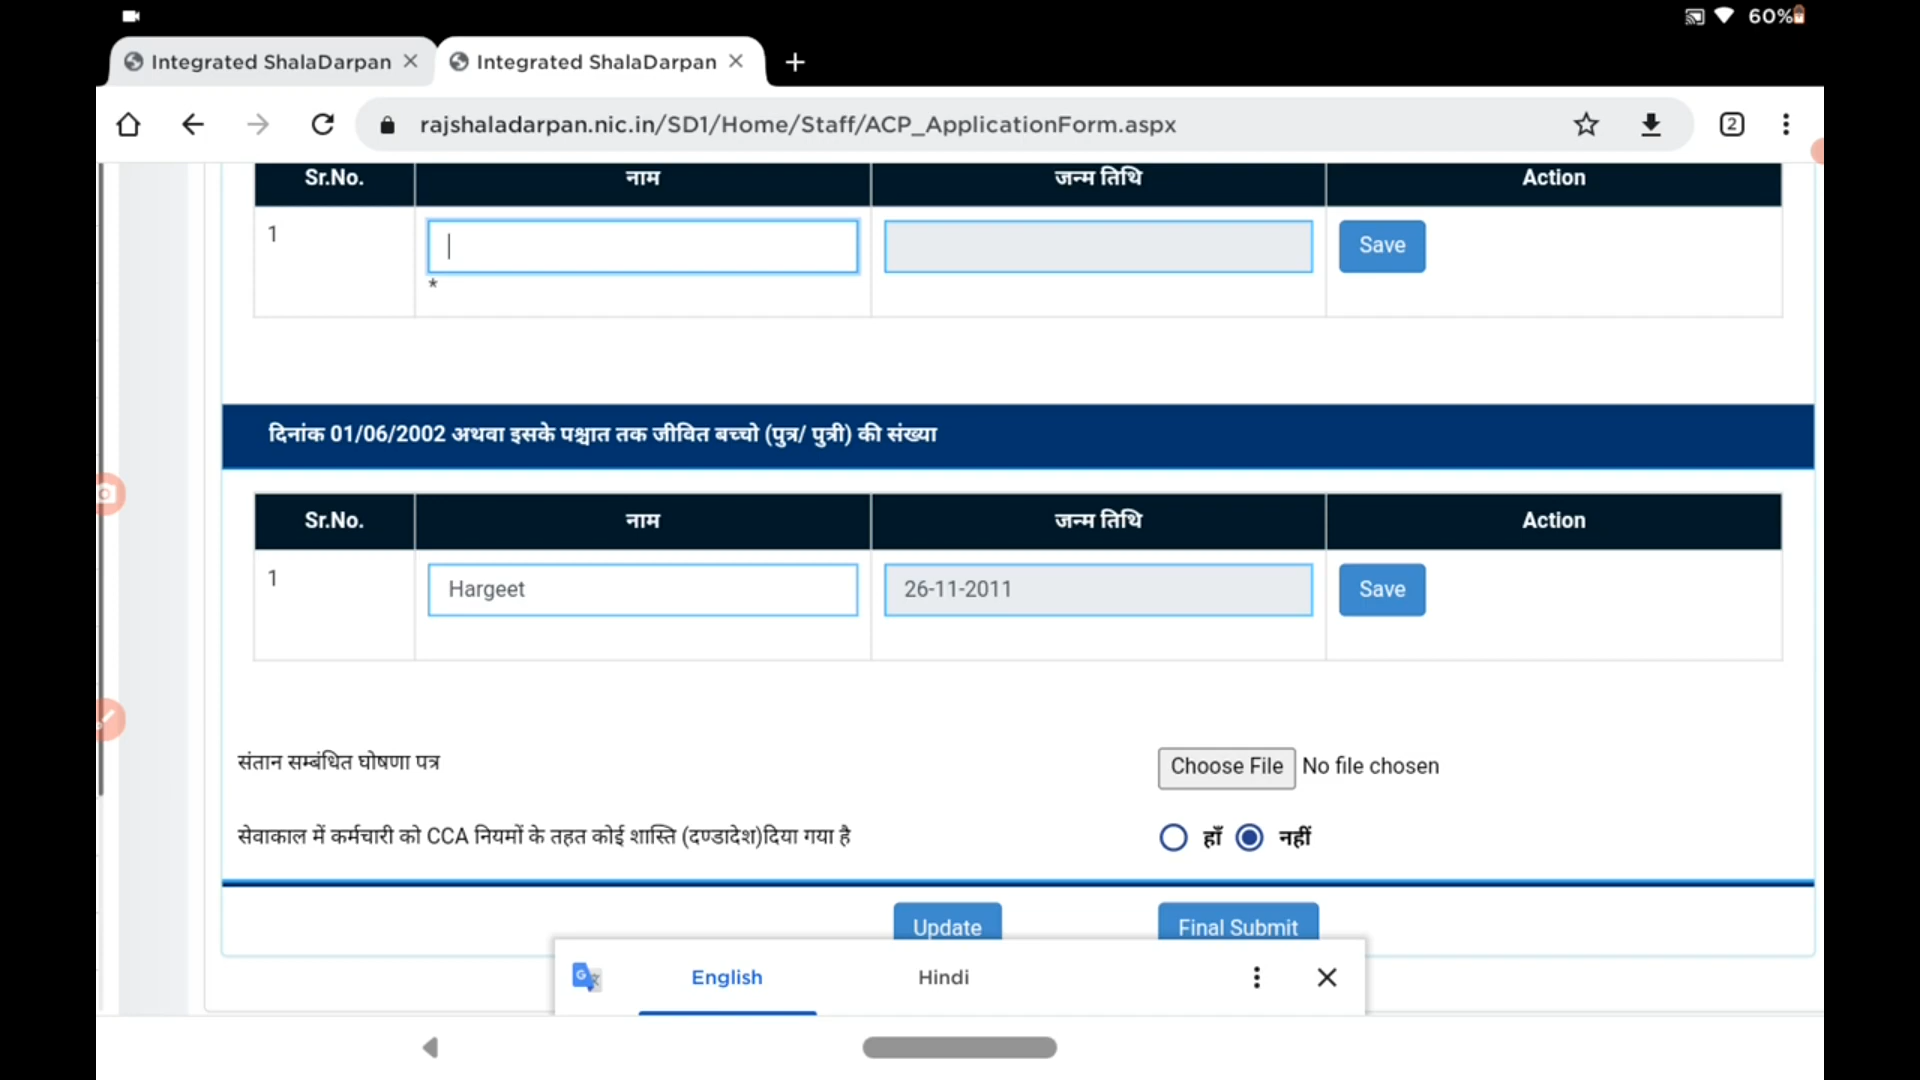 60%
Integrated ShalaDarpan
Integrated ShalaDarpan
rajshaladarpan.nic.in/SD1/Home/Staff/ACP_ApplicationForm.aspx
2
Sr.No. नाम जन्म तिथि Action
1 Save
*
दिनांक 01/06/2002 अथवा इसके पश्चात तक जीवित बच्चो (पुत्र/ पुत्री) की संख्या
Sr.No. नाम जन्म तिथि Action
1 Hargeet 26-11-2011 Save
संतान सम्बंधित घोषणा पत्र Choose File No file chosen
सेवाकाल में कर्मचारी को CCA नियमों के तहत कोई शास्ति (दण्डादेश)दिया गया है हाँ नहीं
Update Final Submit
English Hindi